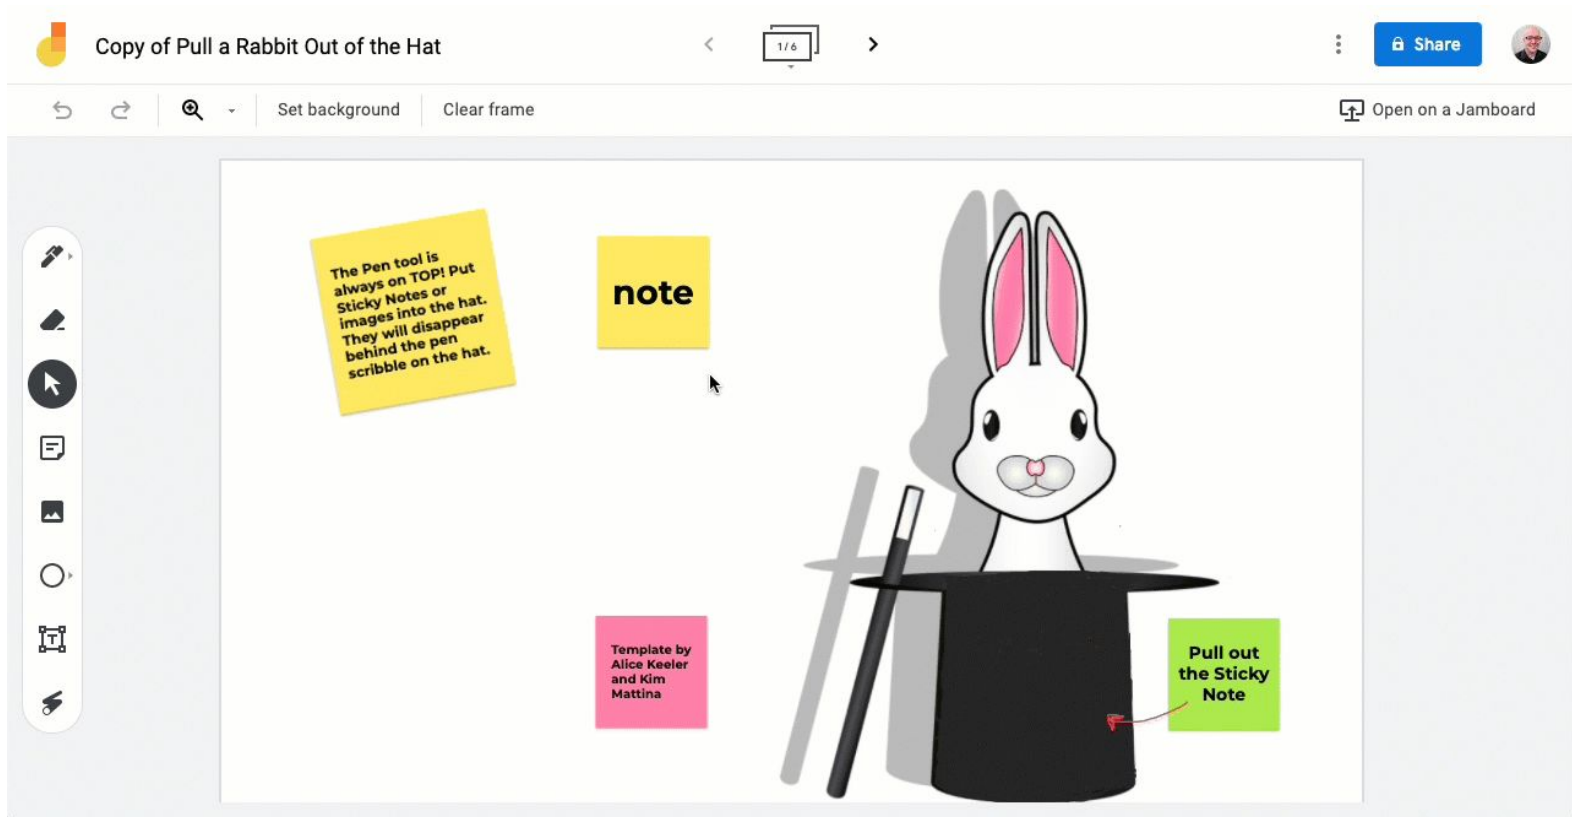 Copy of Pull a Rabbit Out of the Hat
1/6
Share
Set background
Clear frame
Open on a Jamboard
The Pen tool is
always on TOP! Put
Sticky Notes or
images into the hat.
They will disappear
behind the pen
scribble on the hat.
note
Template by
Alice Keeler
and Kim
Mattina
Pull out
the Sticky
Note